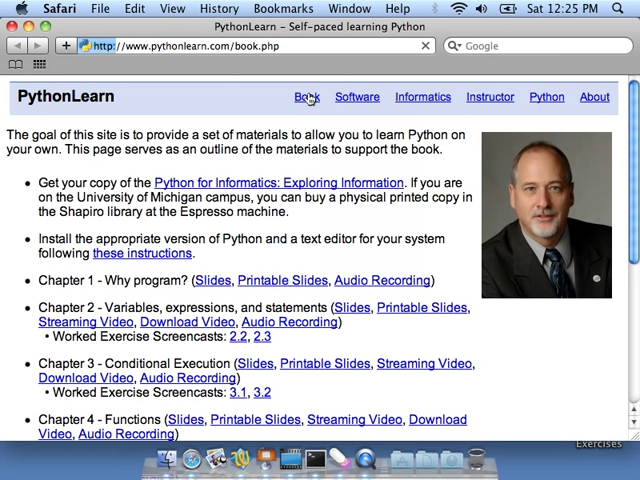 Safari File Edit View History Bookmarks Window Help Sat 12:25 PM
PythonLearn - Self-paced learning Python
http://www.pythonlearn.com/book.php
Google
PythonLearn
Book Software Informatics Instructor Python About
The goal of this site is to provide a set of materials to allow you to learn Python on
your own. This page serves as an outline of the materials to support the book.
• Get your copy of the Python for Informatics: Exploring Information. If you are
on the University of Michigan campus, you can buy a physical printed copy in
the Shapiro library at the Espresso machine.
• Install the appropriate version of Python and a text editor for your system
following these instructions.
• Chapter 1 - Why program? (Slides, Printable Slides, Audio Recording)
• Chapter 2 - Variables, expressions, and statements (Slides, Printable Slides,
Streaming Video, Download Video, Audio Recording)
• Worked Exercise Screencasts: 2.2, 2.3
• Chapter 3 - Conditional Execution (Slides, Printable Slides, Streaming Video,
Download Video, Audio Recording)
• Worked Exercise Screencasts: 3.1, 3.2
• Chapter 4 - Functions (Slides, Printable Slides, Streaming Video, Download
Video, Audio Recording)
Exercises